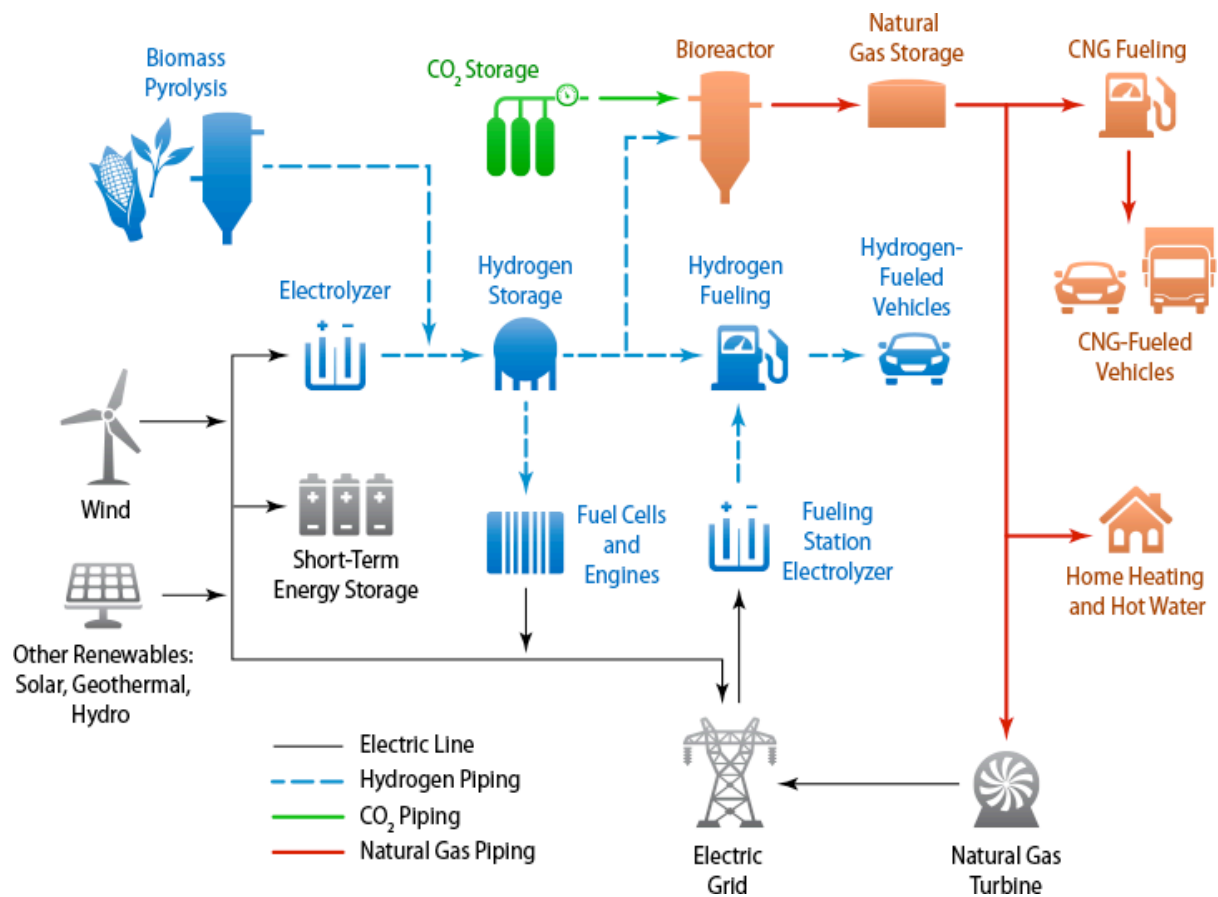 Biomass
Pyrolysis
CO₂ Storage
Bioreactor
Natural
Gas Storage
CNG Fueling
Electrolyzer
Hydrogen
Storage
Hydrogen
Fueling
Hydrogen-
Fueled
Vehicles
CNG-Fueled
Vehicles
Wind
Short-Term
Energy Storage
Fuel Cells
and
Engines
Fueling
Station
Electrolyzer
Home Heating
and Hot Water
Other Renewables:
Solar, Geothermal,
Hydro
Electric Line
Hydrogen Piping
CO₂ Piping
Natural Gas Piping
Electric
Grid
Natural Gas
Turbine